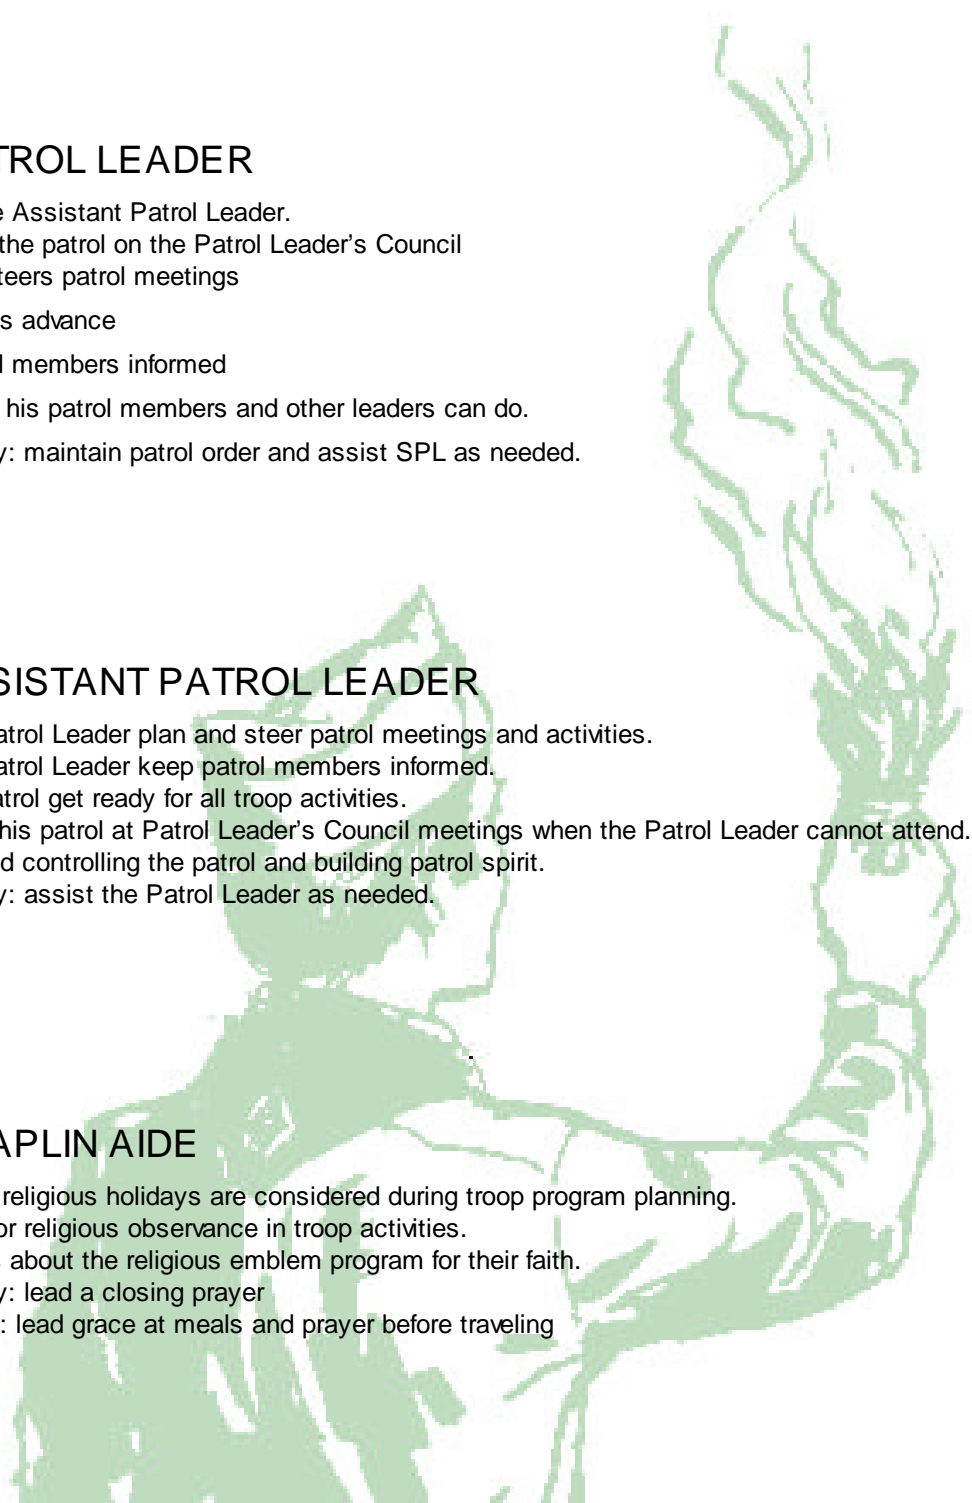 TROL LEADER
e Assistant Patrol Leader.
the patrol on the Patrol Leader’s Council
teers patrol meetings
s advance
l members informed
his patrol members and other leaders can do.
y: maintain patrol order and assist SPL as needed.
SISTANT PATROL LEADER
atrol Leader plan and steer patrol meetings and activities.
atrol Leader keep patrol members informed.
atrol get ready for all troop activities.
his patrol at Patrol Leader’s Council meetings when the Patrol Leader cannot attend.
d controlling the patrol and building patrol spirit.
y: assist the Patrol Leader as needed.
APLIN AIDE
religious holidays are considered during troop program planning.
or religious observance in troop activities.
s about the religious emblem program for their faith.
y: lead a closing prayer
: lead grace at meals and prayer before traveling